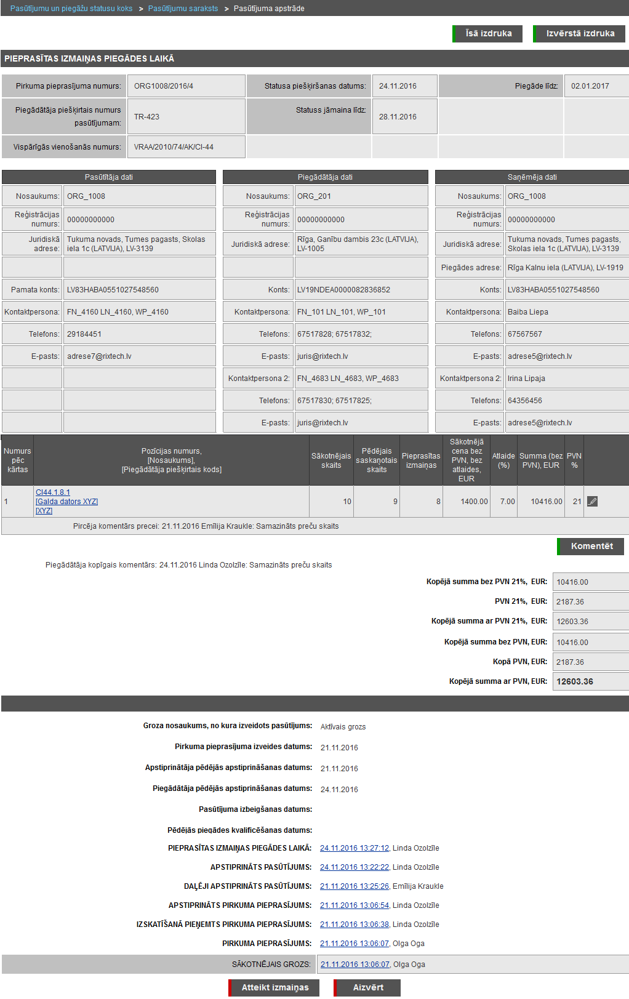 Pasūtījumu un piegāžu statusu koks > Pasūtījumu saraksts > Pasūtījuma apstrāde
Īsā izdruka Izvērstā izdruka
PIEPRASĪTAS IZMAIŅAS PIEGĀDES LAIKĀ
Pirkuma pieprasījuma numurs: ORG1008/2016/4 Statusa piešķiršanas datums: 24.11.2016 Piegāde līdz: 02.01.2017
Piegādātāja piešķirtais numurs pasūtījumam: TR-423 Statuss jāmaina līdz: 28.11.2016
Vispārīgās vienošanās numurs: VRAA/2010/74/AK/CI-44
Pasūtītāja dati Piegādātāja dati Saņēmēja dati
Nosaukums: ORG_1008 Nosaukums: ORG_201 Nosaukums: ORG_1008
Reģistrācijas numurs: 00000000000 Reģistrācijas numurs: 00000000000 Reģistrācijas numurs: 00000000000
Juridiskā adrese: Tukuma novads, Tumes pagasts, Skolas iela 1c (LATVIJA), LV-3139 Juridiskā adrese: Rīga, Ganību dambis 23c (LATVIJA), LV-1005 Juridiskā adrese: Tukuma novads, Tumes pagasts, Skolas iela 1c (LATVIJA), LV-3139
Piegādes adrese: Rīga Kalnu iela (LATVIJA), LV-1919
Pamata konts: LV83HABA0551027548560 Konts: LV19NDEA0000082836852 Konts: LV83HABA0551027548560
Kontaktpersona: FN_4160 LN_4160, WP_4160 Kontaktpersona: FN_101 LN_101, WP_101 Kontaktpersona: Baiba Liepa
Telefons: 29184451 Telefons: 67517828; 67517832; Telefons: 67567567
E-pasts: adrese7@rixtech.lv E-pasts: juris@rixtech.lv E-pasts: adrese5@rixtech.lv
Kontaktpersona 2: FN_4683 LN_4683, WP_4683 Kontaktpersona 2: Irina Lipaja
Telefons: 67517830; 67517825; Telefons: 64356456
E-pasts: juris@rixtech.lv E-pasts: adrese5@rixtech.lv
Numurs pēc kārtas Pozīcijas numurs, [Nosaukums], [Piegādātāja piešķirtais kods] Sākotnējais skaits Pēdējais saskaņotais skaits Pieprasītas izmaiņas Sākotnējā cena bez PVN, bez atlaides, EUR Atlaide (%) Summa (bez PVN), EUR PVN %
1 CI44.1.8.1 [Galda dators XYZ] [XYZ] 10 9 8 1400.00 7.00 10416.00 21
Pircēja komentārs precei: 21.11.2016 Emīlija Kraukle: Samazināts preču skaits
Komentēt
Piegādātāja kopīgais komentārs: 24.11.2016 Linda Ozolzīle: Samazināts preču skaits
Kopējā summa bez PVN 21%, EUR: 10416.00
PVN 21%, EUR: 2187.36
Kopējā summa ar PVN 21%, EUR: 12603.36
Kopējā summa bez PVN, EUR: 10416.00
Kopā PVN, EUR: 2187.36
Kopējā summa ar PVN, EUR: 12603.36
Groza nosaukums, no kura izveidots pasūtījums: Aktīvais grozs
Pirkuma pieprasījuma izveides datums: 21.11.2016
Apstiprinātāja pēdējās apstiprināšanas datums: 21.11.2016
Piegādātāja pēdējās apstiprināšanas datums: 24.11.2016
Pasūtījuma izbeigšanas datums:
Pēdējās piegādes kvalificēšanas datums:
PIEPRASĪTAS IZMAIŅAS PIEGĀDES LAIKĀ: 24.11.2016 13:27:12, Linda Ozolzīle
APSTIPRINĀTS PASŪTĪJUMS: 24.11.2016 13:22:22, Linda Ozolzīle
DAĻĒJI APSTIPRINĀTS PASŪTĪJUMS: 21.11.2016 13:25:26, Emīlija Kraukle
APSTIPRINĀTS PIRKUMA PIEPRASĪJUMS: 21.11.2016 13:06:54, Linda Ozolzīle
IZSKATĪŠANĀ PIEŅEMTS PIRKUMA PIEPRASĪJUMS: 21.11.2016 13:06:38, Linda Ozolzīle
PIRKUMA PIEPRASĪJUMS: 21.11.2016 13:06:07, Olga Oga
SĀKOTNĒJAIS GROZS: 21.11.2016 13:06:07, Olga Oga
Atteikt izmaiņas Aizvērt